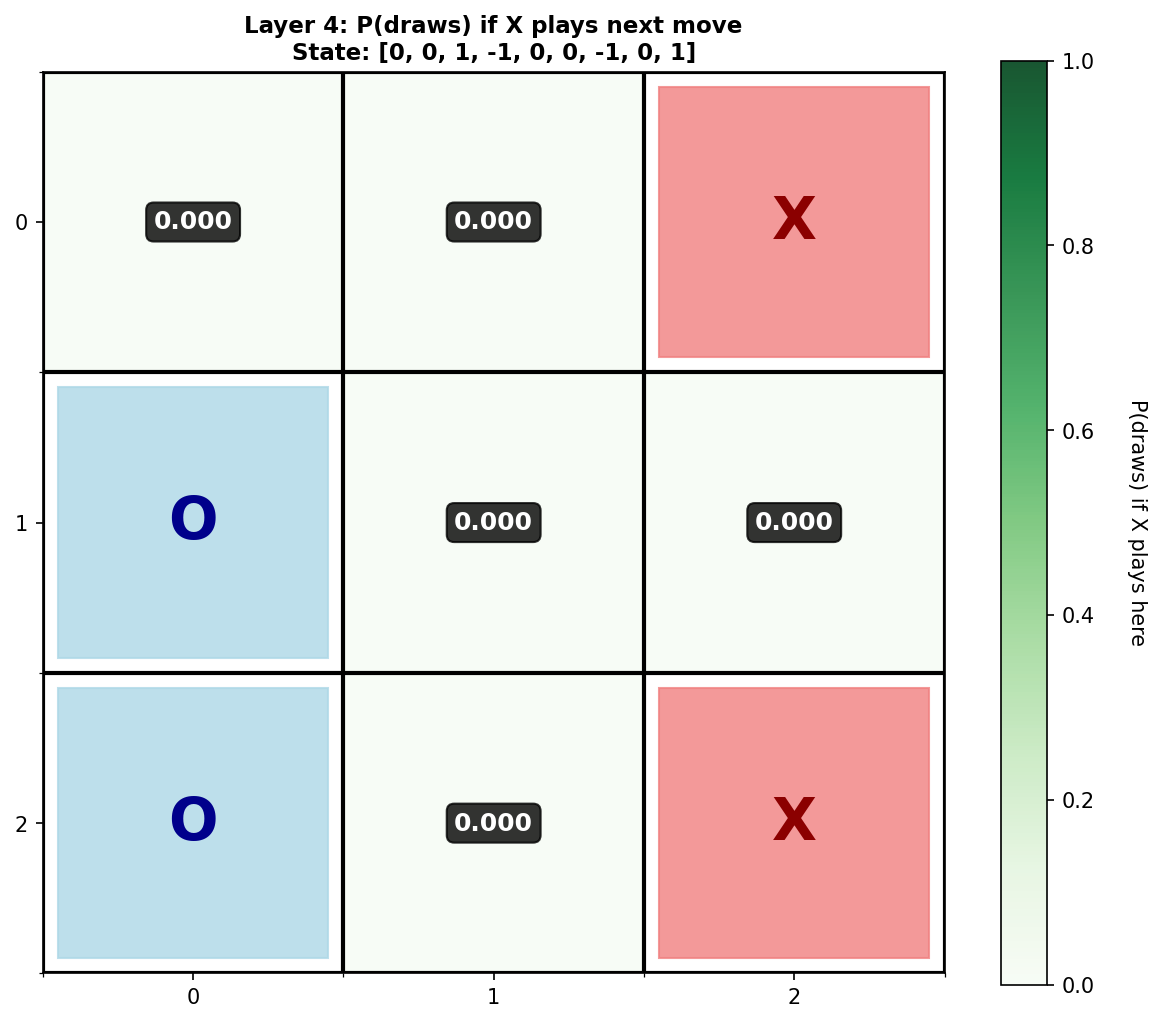 Layer 4: P(draws) if X plays next move
State: [0, 0, 1, -1, 0, 0, -1, 0, 1]
0
0.000
0.000
X
1
O
0.000
0.000
2
O
0.000
X
0
1
2
1.0
0.8
0.6
0.4
0.2
0.0
P(draws) if X plays here